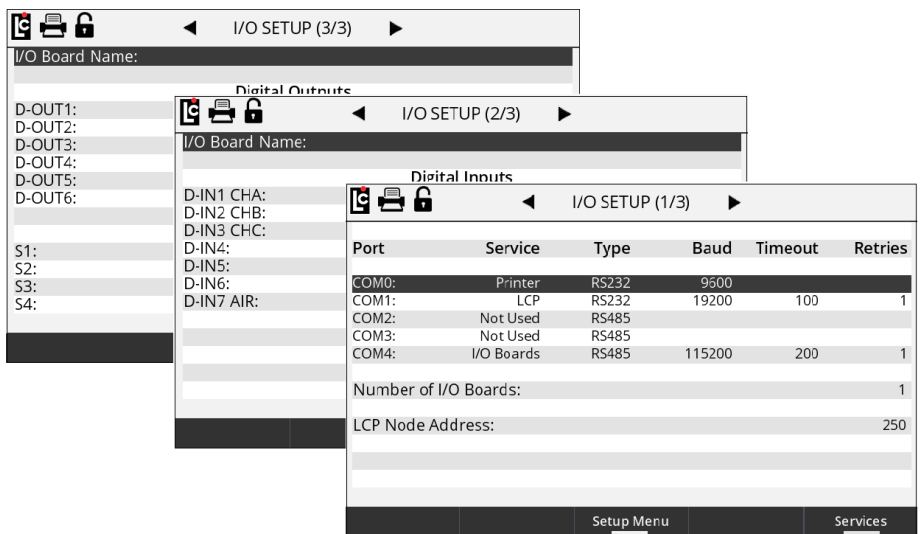 I/O SETUP (3/3)
I/O Board Name:
Digital Outputs
D-OUT1:
D-OUT2:
D-OUT3:
D-OUT4:
D-OUT5:
D-OUT6:
S1:
S2:
S3:
S4:
LC
I/O SETUP (2/3)
I/O Board Name:
Digital Inputs
D-IN1 CHA:
D-IN2 CHB:
D-IN3 CHC:
D-IN4:
D-IN5:
D-IN6:
D-IN7 AIR:
LC
I/O SETUP (1/3)
Port Service Type Baud Timeout Retries
COM0: Printer RS232 9600
COM1: LCP RS232 19200 100 1
COM2: Not Used RS485
COM3: Not Used RS485
COM4: I/O Boards RS485 115200 200 1
Number of I/O Boards: 1
LCP Node Address: 250
Setup Menu Services